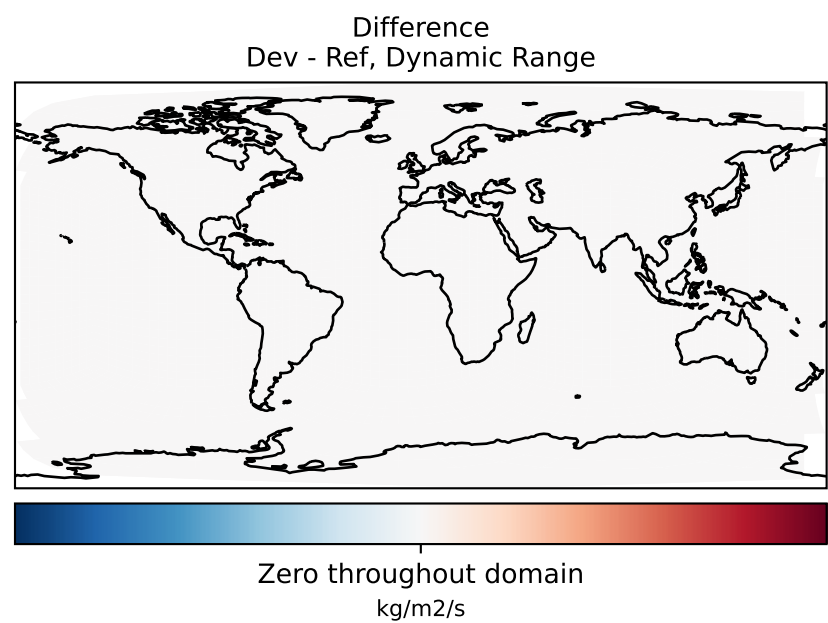 Difference
Dev - Ref, Dynamic Range
Zero throughout domain
kg/m2/s